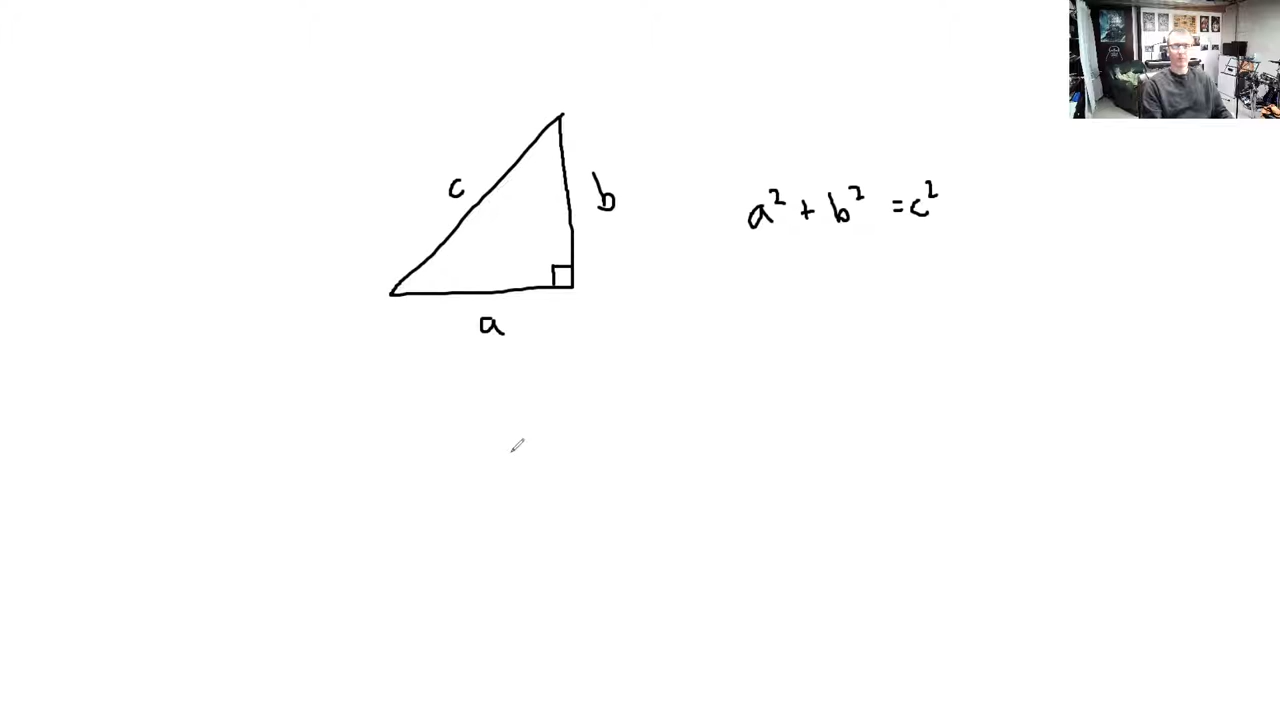 c
b
a² + b² = c²
a